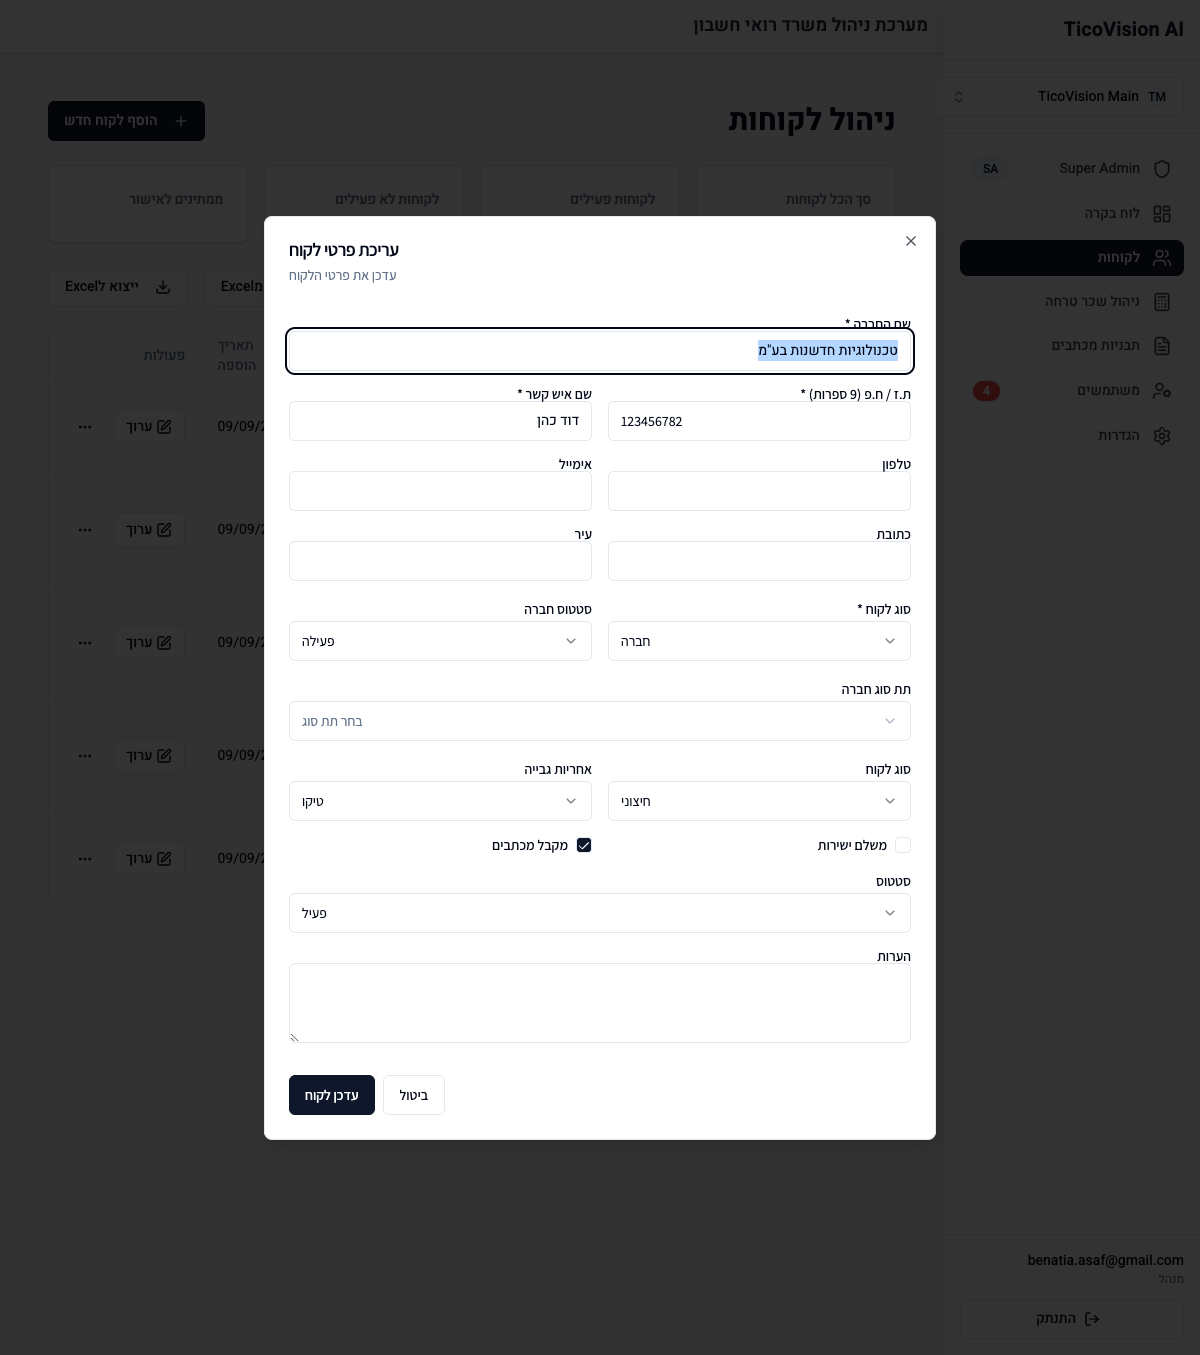 TicoVision AI
TM TicoVision Main
Super Admin SA
לוח בקרה
לקוחות
ניהול שכר טרחה
תבניות מכתבים
משתמשים 4
הגדרות
benatia.asaf@gmail.com
מנהל
התנתק
מערכת ניהול משרד רואי חשבון
ניהול לקוחות
הוסף לקוח חדש
סך הכל לקוחות
לקוחות פעילים
לקוחות לא פעילים
ממתינים לאישור
ייצוא לExcel
תאריך הוספה
פעולות
09/09/2
ערוך
09/09/2
ערוך
09/09/2
ערוך
09/09/2
ערוך
09/09/2
ערוך
עריכת פרטי לקוח
עדכן את פרטי הלקוח
שם החברה *
טכנולוגיות חדשנות בע"מ
ת.ז / ח.פ (9 ספרות) *
123456782
שם איש קשר *
דוד כהן
טלפון
אימייל
כתובת
עיר
סוג לקוח *
חברה
סטטוס חברה
פעילה
תת סוג חברה
בחר תת סוג
סוג לקוח
חיצוני
אחריות גבייה
טיקו
משלם ישירות
מקבל מכתבים
סטטוס
פעיל
הערות
ביטול
עדכן לקוח